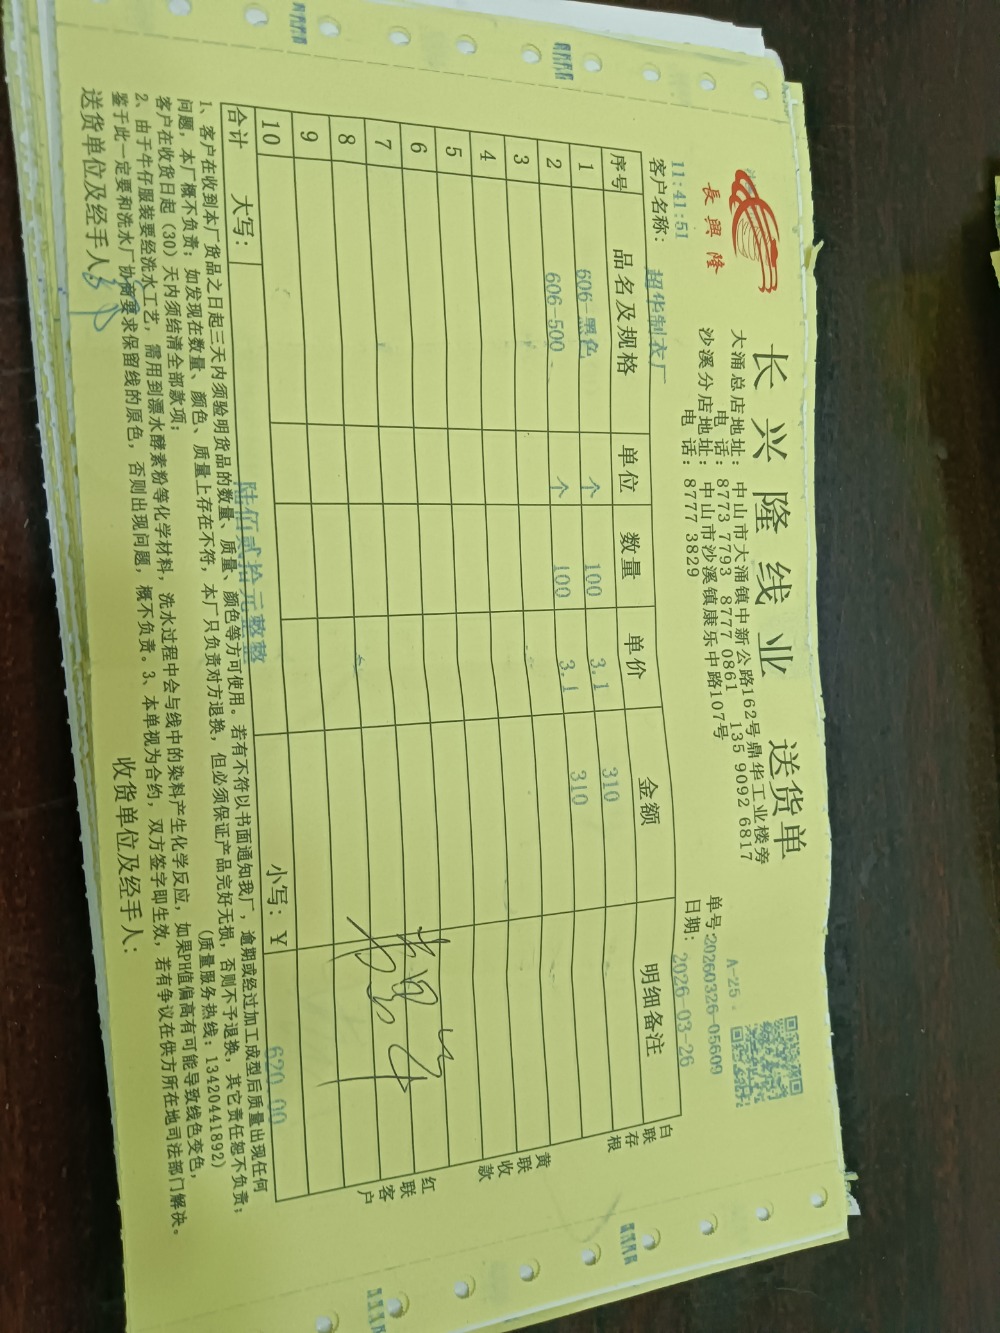 長興隆
长兴隆线业 送货单
大涌总店地址: 中山市大涌镇中新公路162号鼎华工业楼旁
电 话: 8773 7793 8777 0861 135 9092 6817
沙溪分店地址: 中山市沙溪镇康乐中路107号
电 话: 8777 3829
A-25
单号:20260326-05609
日期: 2026-03-26
11:41:51
客户名称: 超华制衣厂
序号 品名及规格 单位 数量 单价 金额 明细备注
1 606-黑色 个 100 3.1 310
2 606-500 个 100 3.1 310
3
4
5
6
7
8
9
10
合计 大写: 陆佰贰拾元整整 小写: Y 620.00
白联存根
黄联收款
红联客户
1、客户在收到本厂货品之日起三天内须验明货品的数量、质量、颜色等方可使用。若有不符以书面通知我厂,逾期或经过加工成型后质量出现任何
问题,本厂概不负责;如发现在数量、颜色、质量上存在不符,本厂只负责对方退换,但必须保证产品完好无损,否则不予退换,其它责任恕不负责;
客户在收货日起(30)天内须结清全部款项; (质量服务热线:13420441892)
2、由于牛仔服装要经洗水工艺,需用到漂水酵素粉等化学材料,洗水过程中会与线中的染料产生化学反应,如果PH值偏高有可能导致线色变色,
鉴于此一定要和洗水厂协商要求保留线的原色,否则出现问题,概不负责。3、本单视为合约,双方签字即生效,若有争议在供方所在地司法部门解决。
送货单位及经手人: 收货单位及经手人: